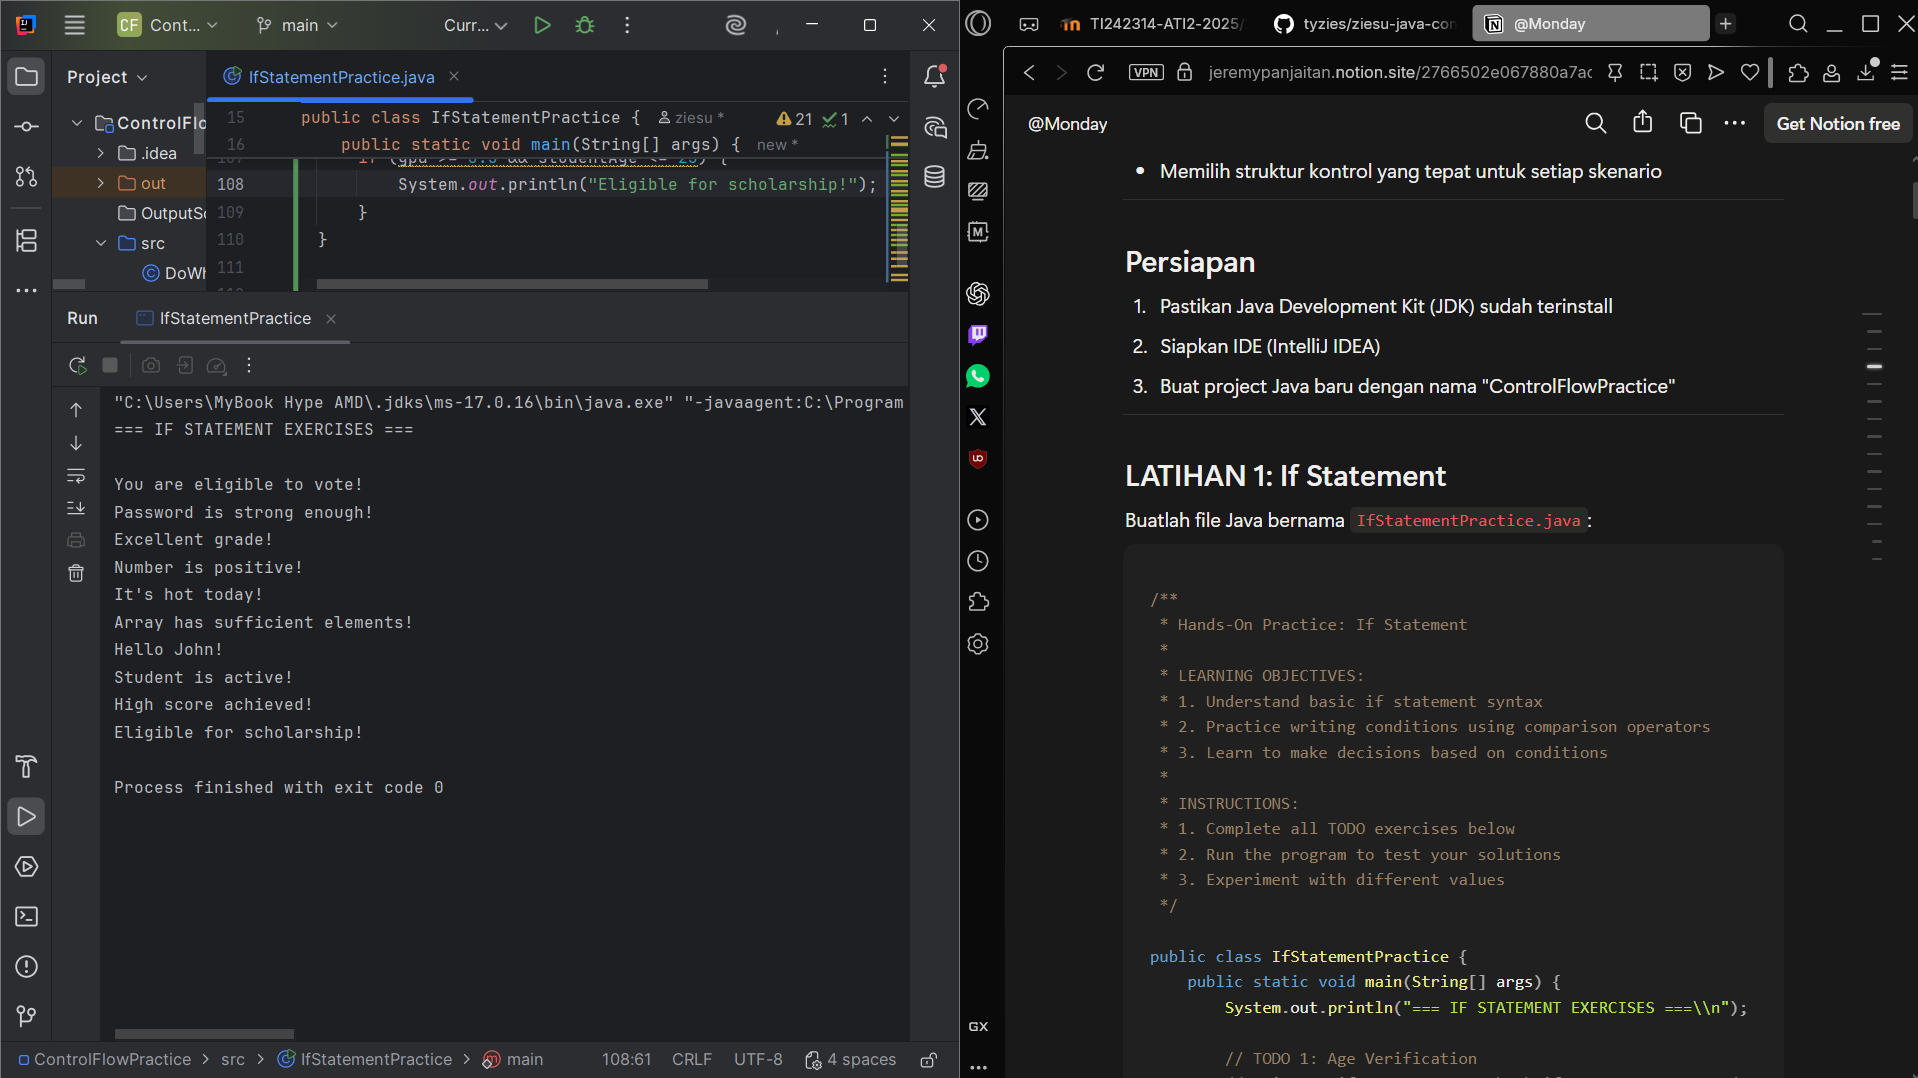 CF Cont...
main
Curr...
Project
IfStatementPractice.java
ControlFlo
.idea
out
OutputSc
src
DoWh
15 public class IfStatementPractice { ziesu *
21 1
16 public static void main(String[] args) { new *
108 System.out.println("Eligible for scholarship!");
109 }
110 }
111
Run IfStatementPractice
"C:\Users\MyBook Hype AMD\.jdks\ms-17.0.16\bin\java.exe" "-javaagent:C:\Program
=== IF STATEMENT EXERCISES ===
You are eligible to vote!
Password is strong enough!
Excellent grade!
Number is positive!
It's hot today!
Array has sufficient elements!
Hello John!
Student is active!
High score achieved!
Eligible for scholarship!
Process finished with exit code 0
ControlFlowPractice > src > IfStatementPractice > main 108:61 CRLF UTF-8 4 spaces
TI242314-ATI2-2025/
tyzies/ziesu-java-con
@Monday
VPN jeremypanjaitan.notion.site/2766502e067880a7ac
@Monday
Get Notion free
• Memilih struktur kontrol yang tepat untuk setiap skenario
Persiapan
1. Pastikan Java Development Kit (JDK) sudah terinstall
2. Siapkan IDE (IntelliJ IDEA)
3. Buat project Java baru dengan nama "ControlFlowPractice"
LATIHAN 1: If Statement
Buatlah file Java bernama IfStatementPractice.java:
/**
* Hands-On Practice: If Statement
*
* LEARNING OBJECTIVES:
* 1. Understand basic if statement syntax
* 2. Practice writing conditions using comparison operators
* 3. Learn to make decisions based on conditions
*
* INSTRUCTIONS:
* 1. Complete all TODO exercises below
* 2. Run the program to test your solutions
* 3. Experiment with different values
*/
public class IfStatementPractice {
public static void main(String[] args) {
System.out.println("=== IF STATEMENT EXERCISES ===\\n");
// TODO 1: Age Verification
GX